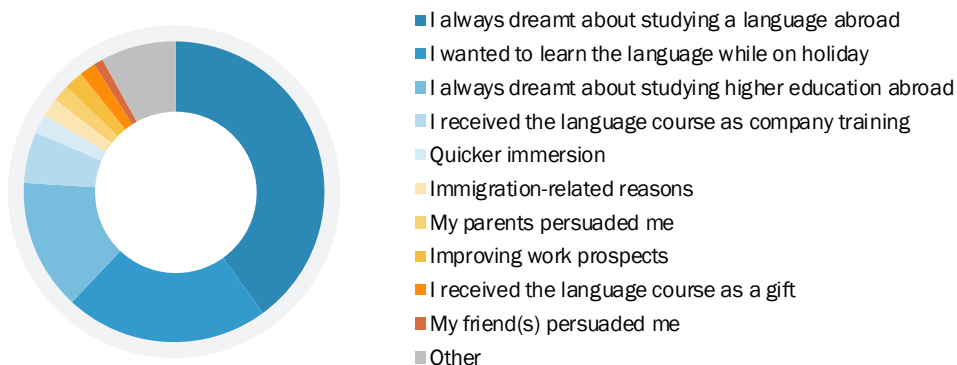 I always dreamt about studying a language abroad
I wanted to learn the language while on holiday
I always dreamt about studying higher education abroad
I received the language course as company training
Quicker immersion
Immigration-related reasons
My parents persuaded me
Improving work prospects
I received the language course as a gift
My friend(s) persuaded me
Other